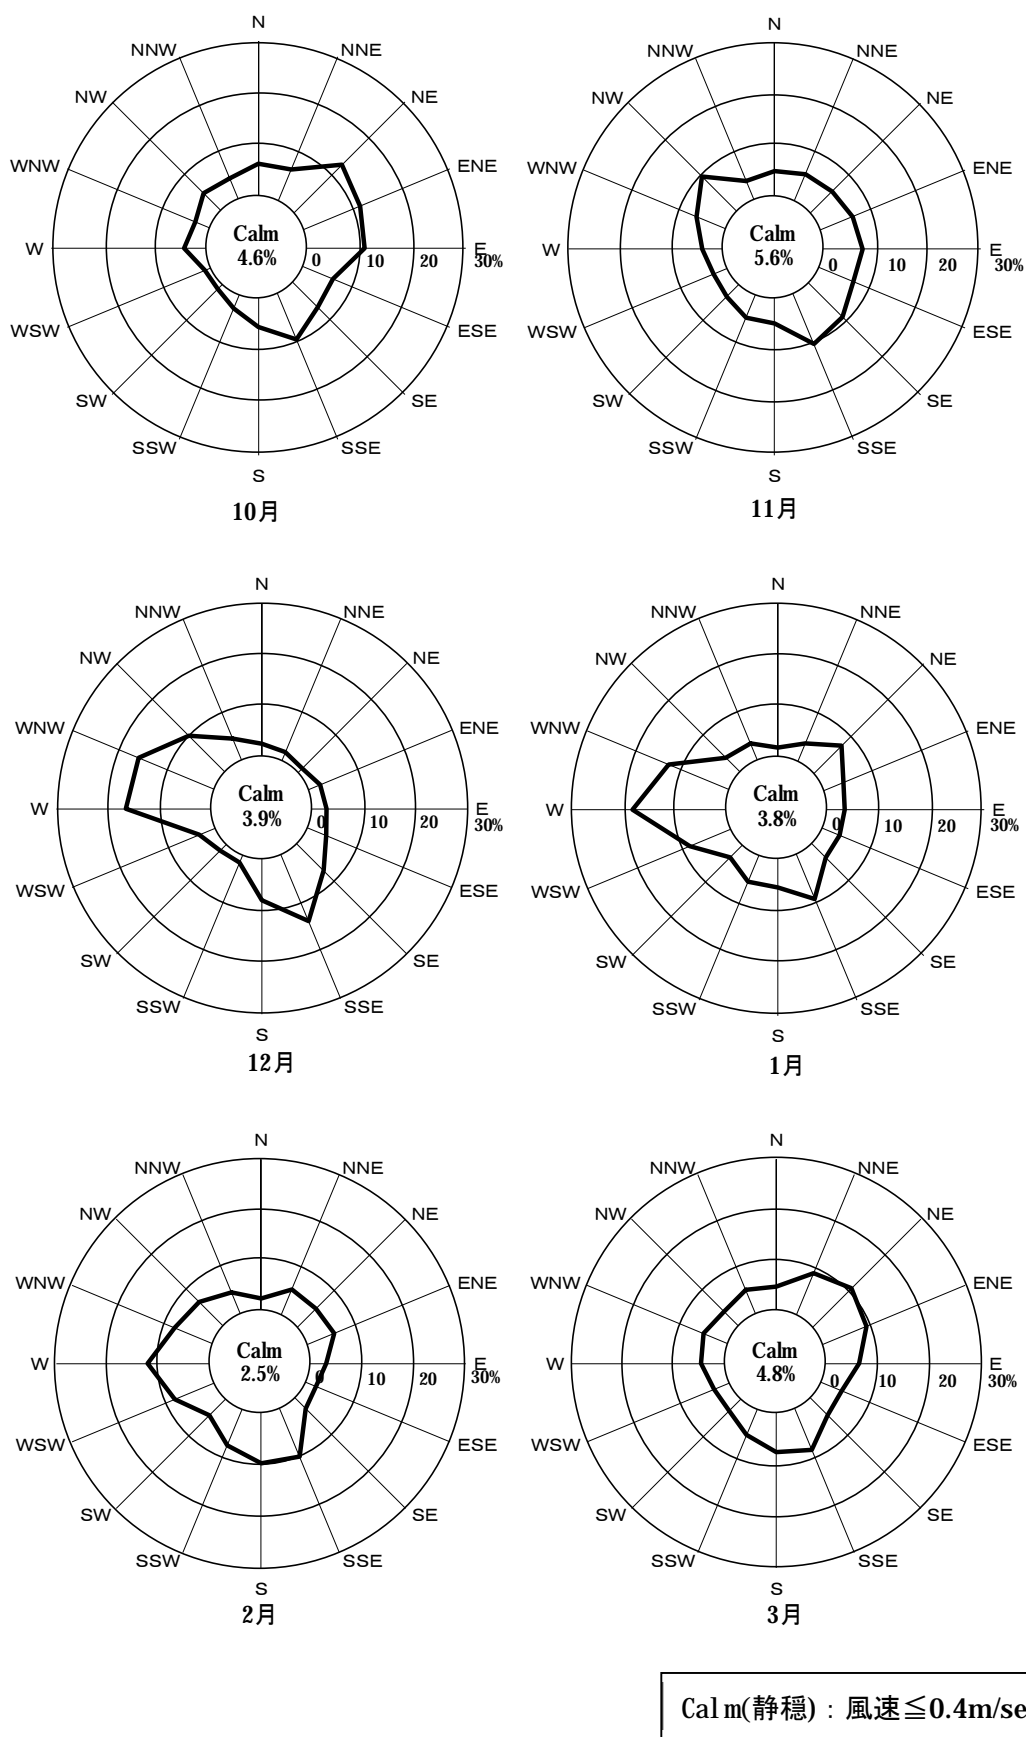 N
NNW NNE
NW NE
WNW ENE
Calm
W E
4.6% 0 10 20 30%
WSW ESE
SW SE
SSW SSE
S
10月
N
NNW NNE
NW NE
WNW ENE
Calm
W E
5.6% 0 10 20 30%
WSW ESE
SW SE
SSW SSE
S
11月
N
NNW NNE
NW NE
WNW ENE
Calm
W E
3.9% 0 10 20 30%
WSW ESE
SW SE
SSW SSE
S
12月
N
NNW NNE
NW NE
WNW ENE
Calm
W E
3.8% 0 10 20 30%
WSW ESE
SW SE
SSW SSE
S
1月
N
NNW NNE
NW NE
WNW ENE
Calm
W E
2.5% 0 10 20 30%
WSW ESE
SW SE
SSW SSE
S
2月
N
NNW NNE
NW NE
WNW ENE
Calm
W E
4.8% 0 10 20 30%
WSW ESE
SW SE
SSW SSE
S
3月
Calm(静穏)：風速≦0.4m/se